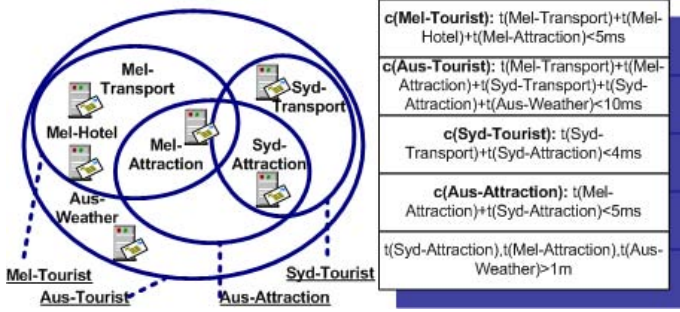 Mel-
Transport
Syd-
Transport
Mel-Hotel
Mel-
Attraction
Syd-
Attraction
Aus-
Weather
Mel-Tourist
Syd-Tourist
Aus-Tourist
Aus-Attraction
c(Mel-Tourist): t(Mel-Transport)+t(Mel-
Hotel)+t(Mel-Attraction)<5ms
c(Aus-Tourist): t(Mel-Transport)+t(Mel-
Attraction)+t(Syd-Transport)+t(Syd-
Attraction)+t(Aus-Weather)<10ms
c(Syd-Tourist): t(Syd-
Transport)+t(Syd-Attraction)<4ms
c(Aus-Attraction): t(Mel-
Attraction)+t(Syd-Attraction)<5ms
t(Syd-Attraction),t(Mel-Attraction),t(Aus-
Weather)>1m